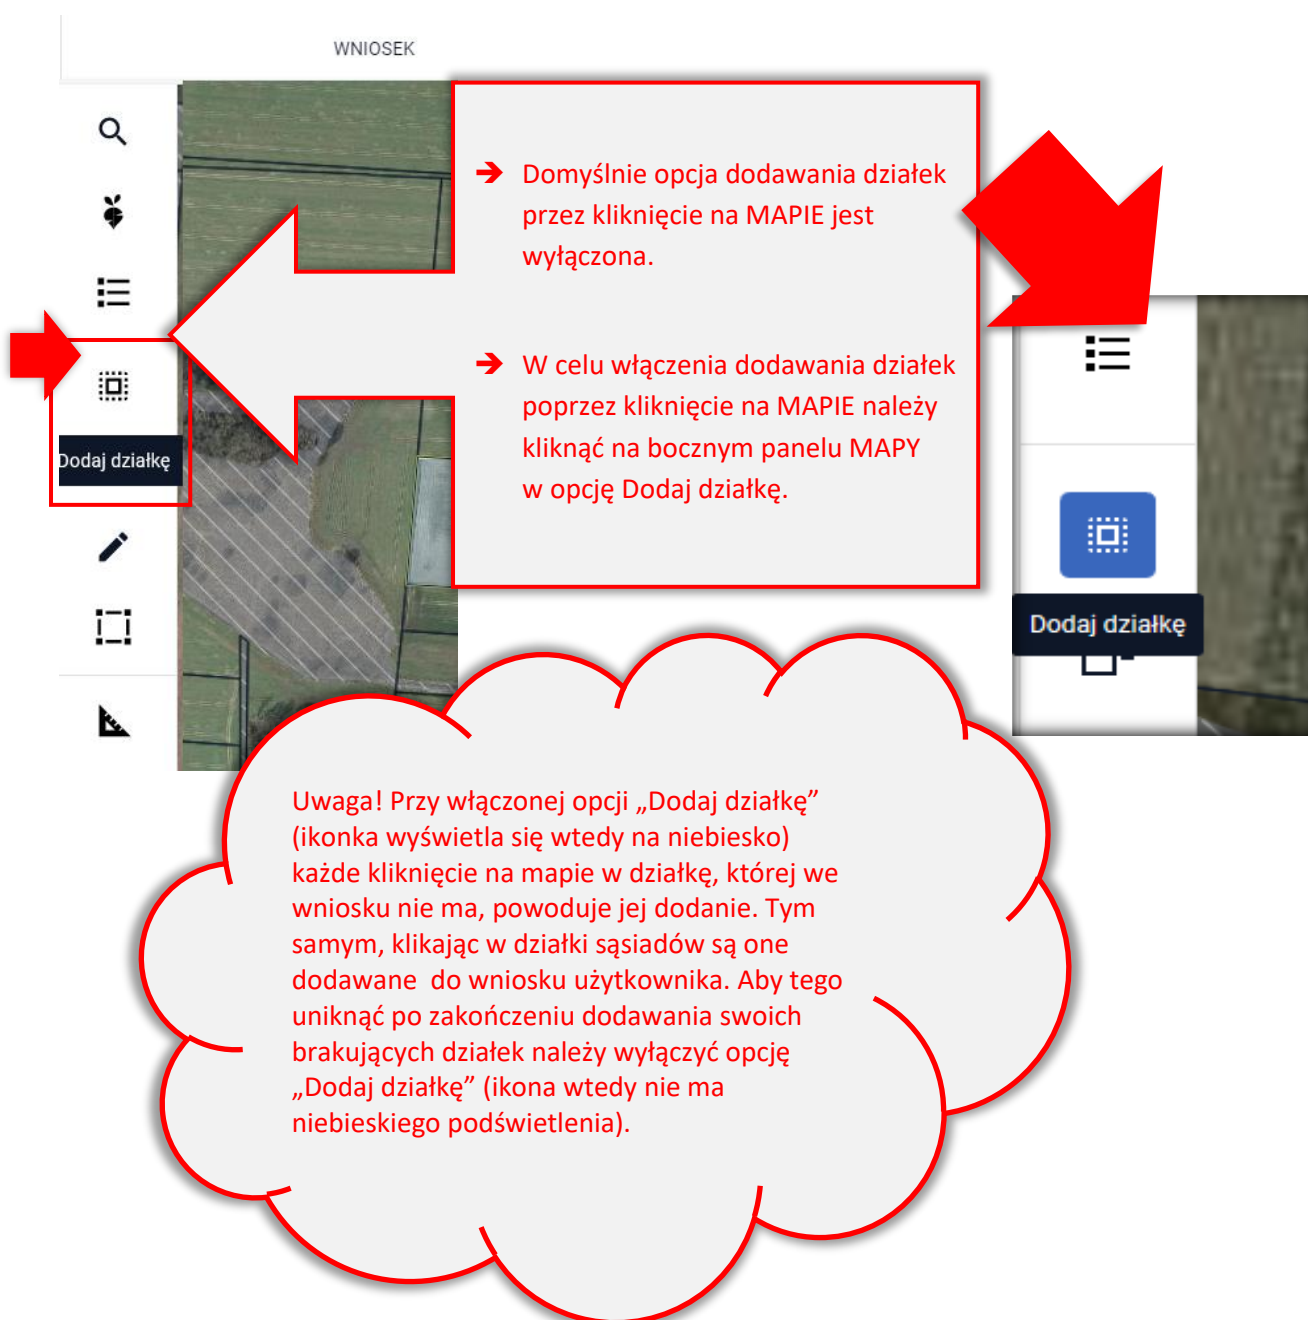 WNIOSEK
➔ Domyślnie opcja dodawania działek
przez kliknięcie na MAPIE jest
wyłączona.
➔ W celu włączenia dodawania działek
poprzez kliknięcie na MAPIE należy
kliknąć na bocznym panelu MAPY
w opcję Dodaj działkę.
Dodaj działkę
Dodaj działkę
Uwaga! Przy włączonej opcji „Dodaj działkę”
(ikonka wyświetla się wtedy na niebiesko)
każde kliknięcie na mapie w działkę, której we
wniosku nie ma, powoduje jej dodanie. Tym
samym, klikając w działki sąsiadów są one
dodawane  do wniosku użytkownika. Aby tego
uniknąć po zakończeniu dodawania swoich
brakujących działek należy wyłączyć opcję
„Dodaj działkę” (ikona wtedy nie ma
niebieskiego podświetlenia).